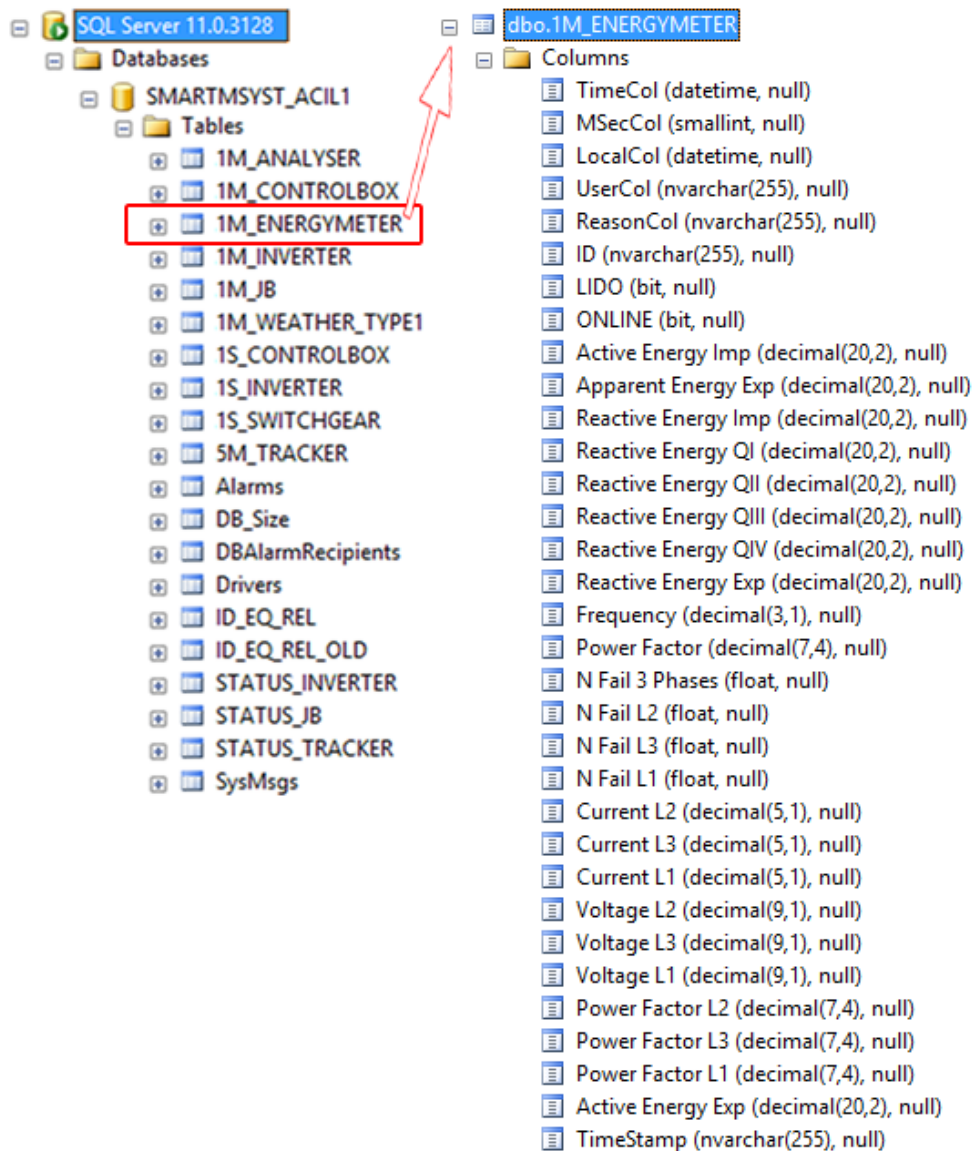 SQL Server 11.0.3128
Databases
SMARTMSYST_ACIL1
Tables
1M_ANALYSER
1M_CONTROLBOX
1M_ENERGYMETER
1M_INVERTER
1M_JB
1M_WEATHER_TYPE1
1S_CONTROLBOX
1S_INVERTER
1S_SWITCHGEAR
5M_TRACKER
Alarms
DB_Size
DBAlarmRecipients
Drivers
ID_EQ_REL
ID_EQ_REL_OLD
STATUS_INVERTER
STATUS_JB
STATUS_TRACKER
SysMsgs
dbo.1M_ENERGYMETER
Columns
TimeCol (datetime, null)
MSecCol (smallint, null)
LocalCol (datetime, null)
UserCol (nvarchar(255), null)
ReasonCol (nvarchar(255), null)
ID (nvarchar(255), null)
LIDO (bit, null)
ONLINE (bit, null)
Active Energy Imp (decimal(20,2), null)
Apparent Energy Exp (decimal(20,2), null)
Reactive Energy Imp (decimal(20,2), null)
Reactive Energy QI (decimal(20,2), null)
Reactive Energy QII (decimal(20,2), null)
Reactive Energy QIII (decimal(20,2), null)
Reactive Energy QIV (decimal(20,2), null)
Reactive Energy Exp (decimal(20,2), null)
Frequency (decimal(3,1), null)
Power Factor (decimal(7,4), null)
N Fail 3 Phases (float, null)
N Fail L2 (float, null)
N Fail L3 (float, null)
N Fail L1 (float, null)
Current L2 (decimal(5,1), null)
Current L3 (decimal(5,1), null)
Current L1 (decimal(5,1), null)
Voltage L2 (decimal(9,1), null)
Voltage L3 (decimal(9,1), null)
Voltage L1 (decimal(9,1), null)
Power Factor L2 (decimal(7,4), null)
Power Factor L3 (decimal(7,4), null)
Power Factor L1 (decimal(7,4), null)
Active Energy Exp (decimal(20,2), null)
TimeStamp (nvarchar(255), null)